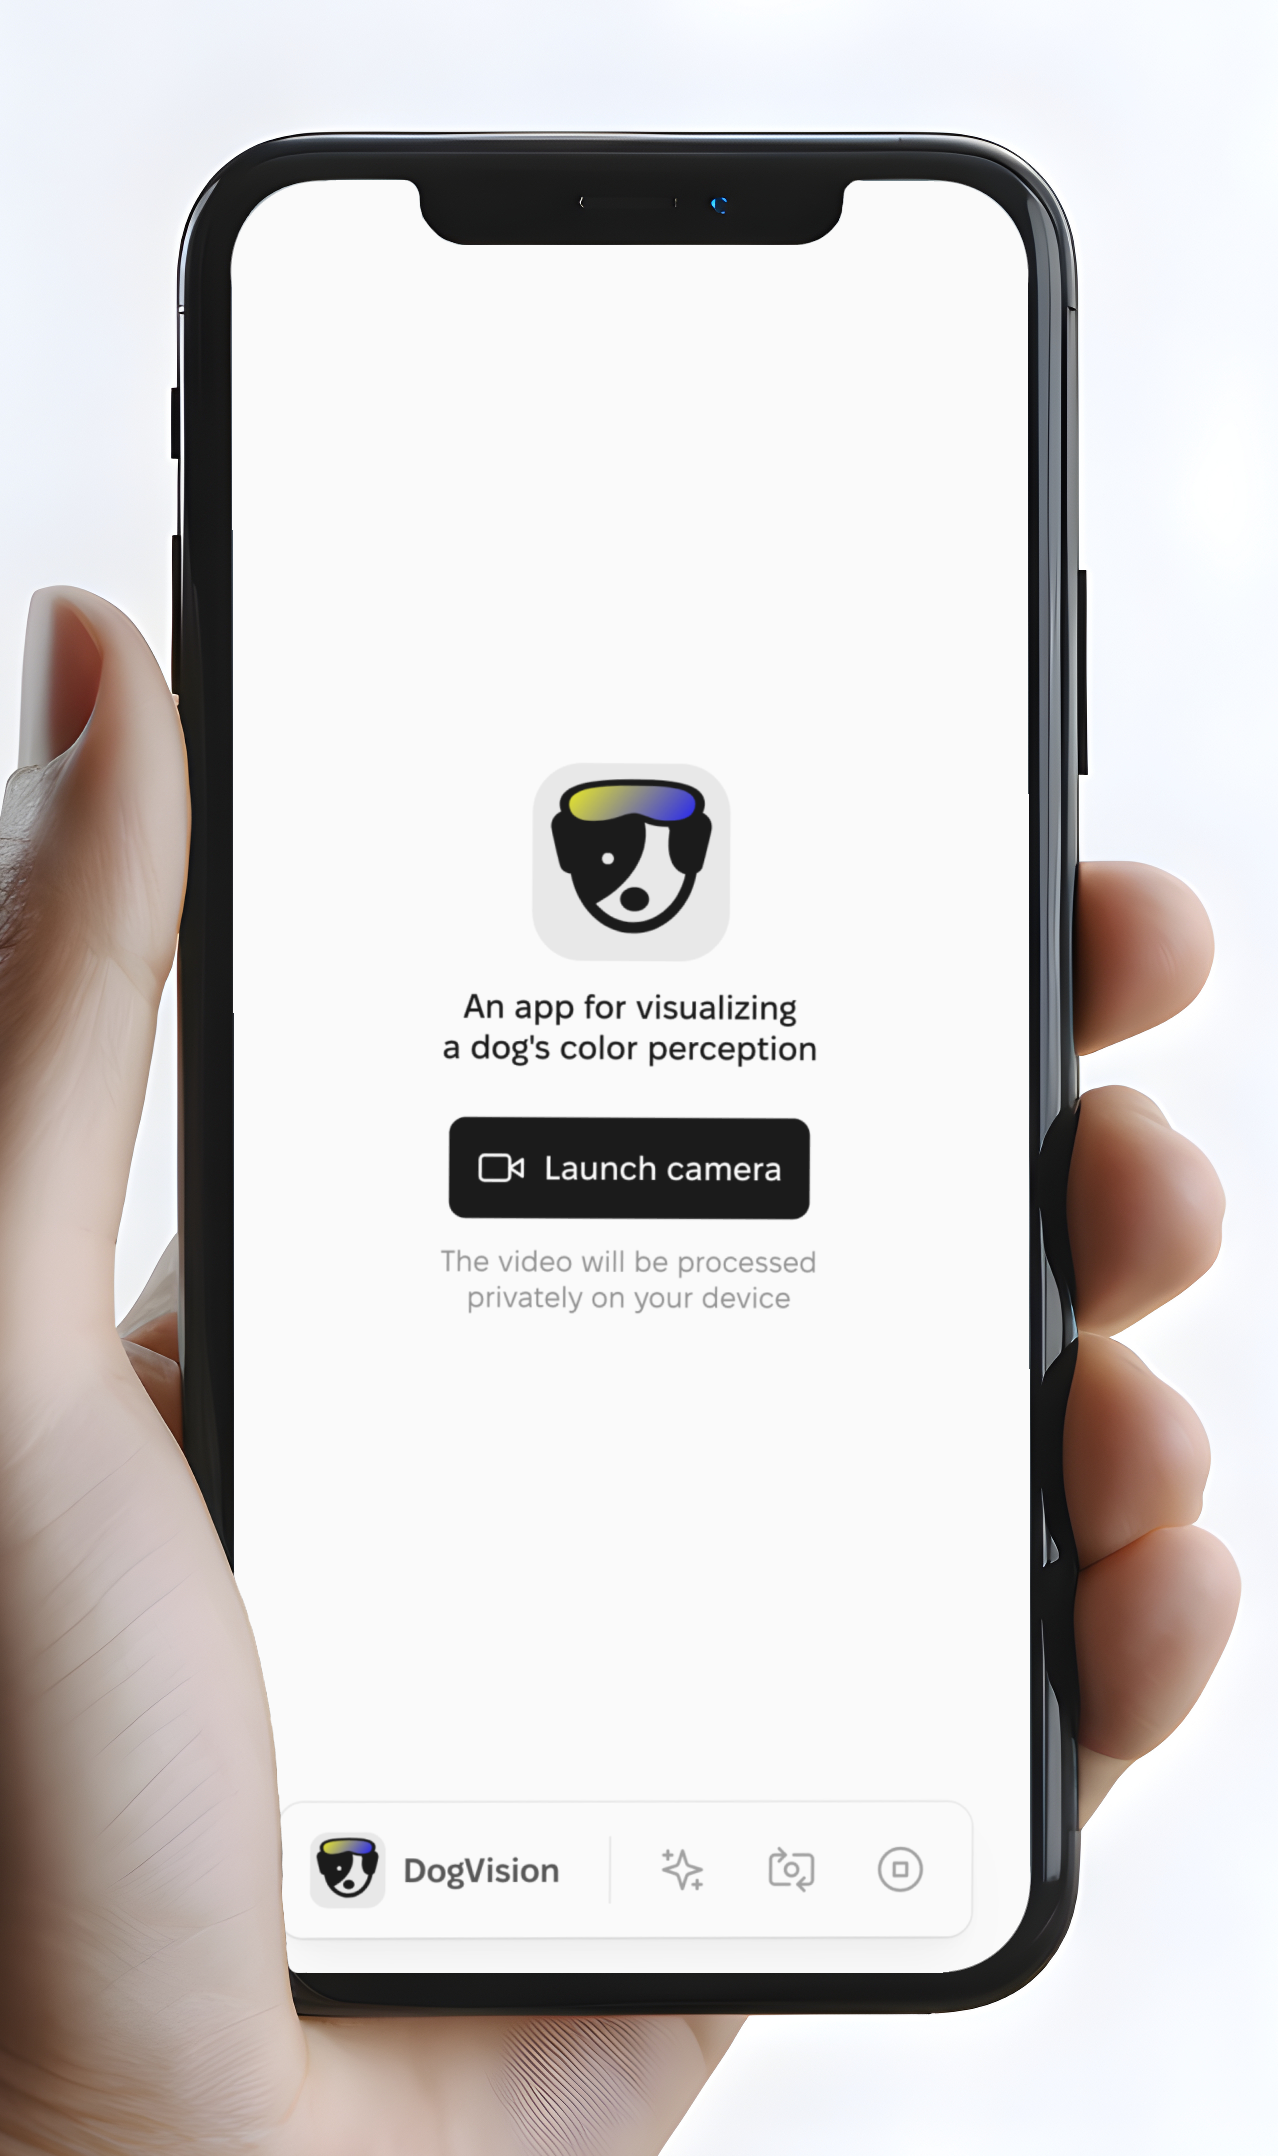 An app for visualizing
a dog's color perception
Launch camera
The video will be processed
privately on your device
DogVision